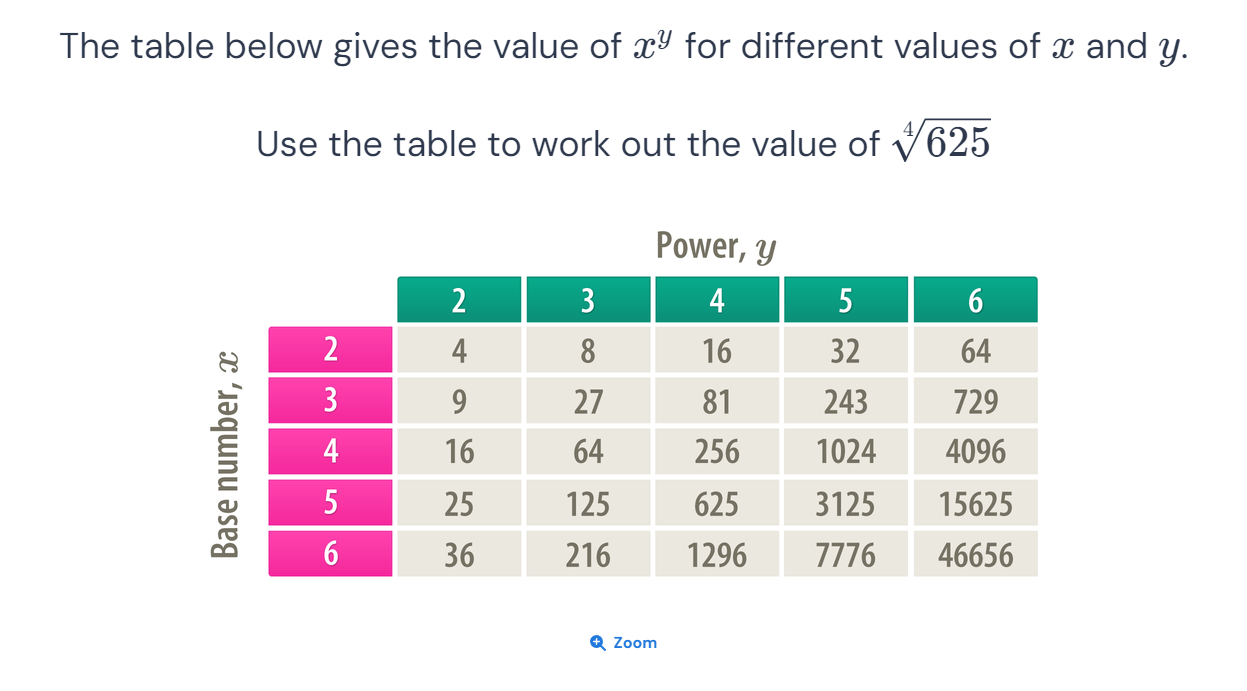 The table below gives the value of x^y for different values of x and y.
Use the table to work out the value of ∜625
Power, y
2 3 4 5 6
Base number, x
2 4 8 16 32 64
3 9 27 81 243 729
4 16 64 256 1024 4096
5 25 125 625 3125 15625
6 36 216 1296 7776 46656
Zoom